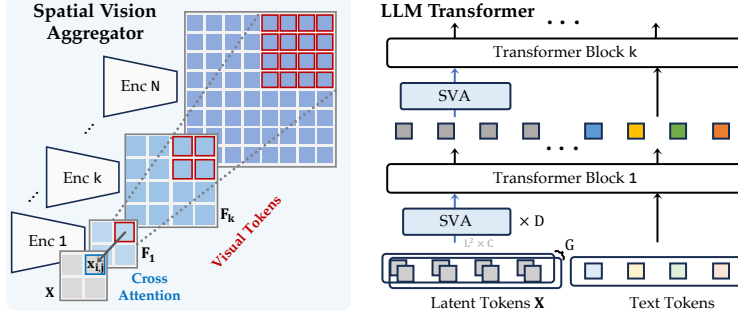 Spatial Vision
Aggregator
Enc N
Enc k
Enc 1
F_k
F_1
x_{i,j}
X
Cross
Attention
Visual Tokens
LLM Transformer
Transformer Block k
SVA
Transformer Block 1
SVA
× D
L² × C
G
Latent Tokens X
Text Tokens